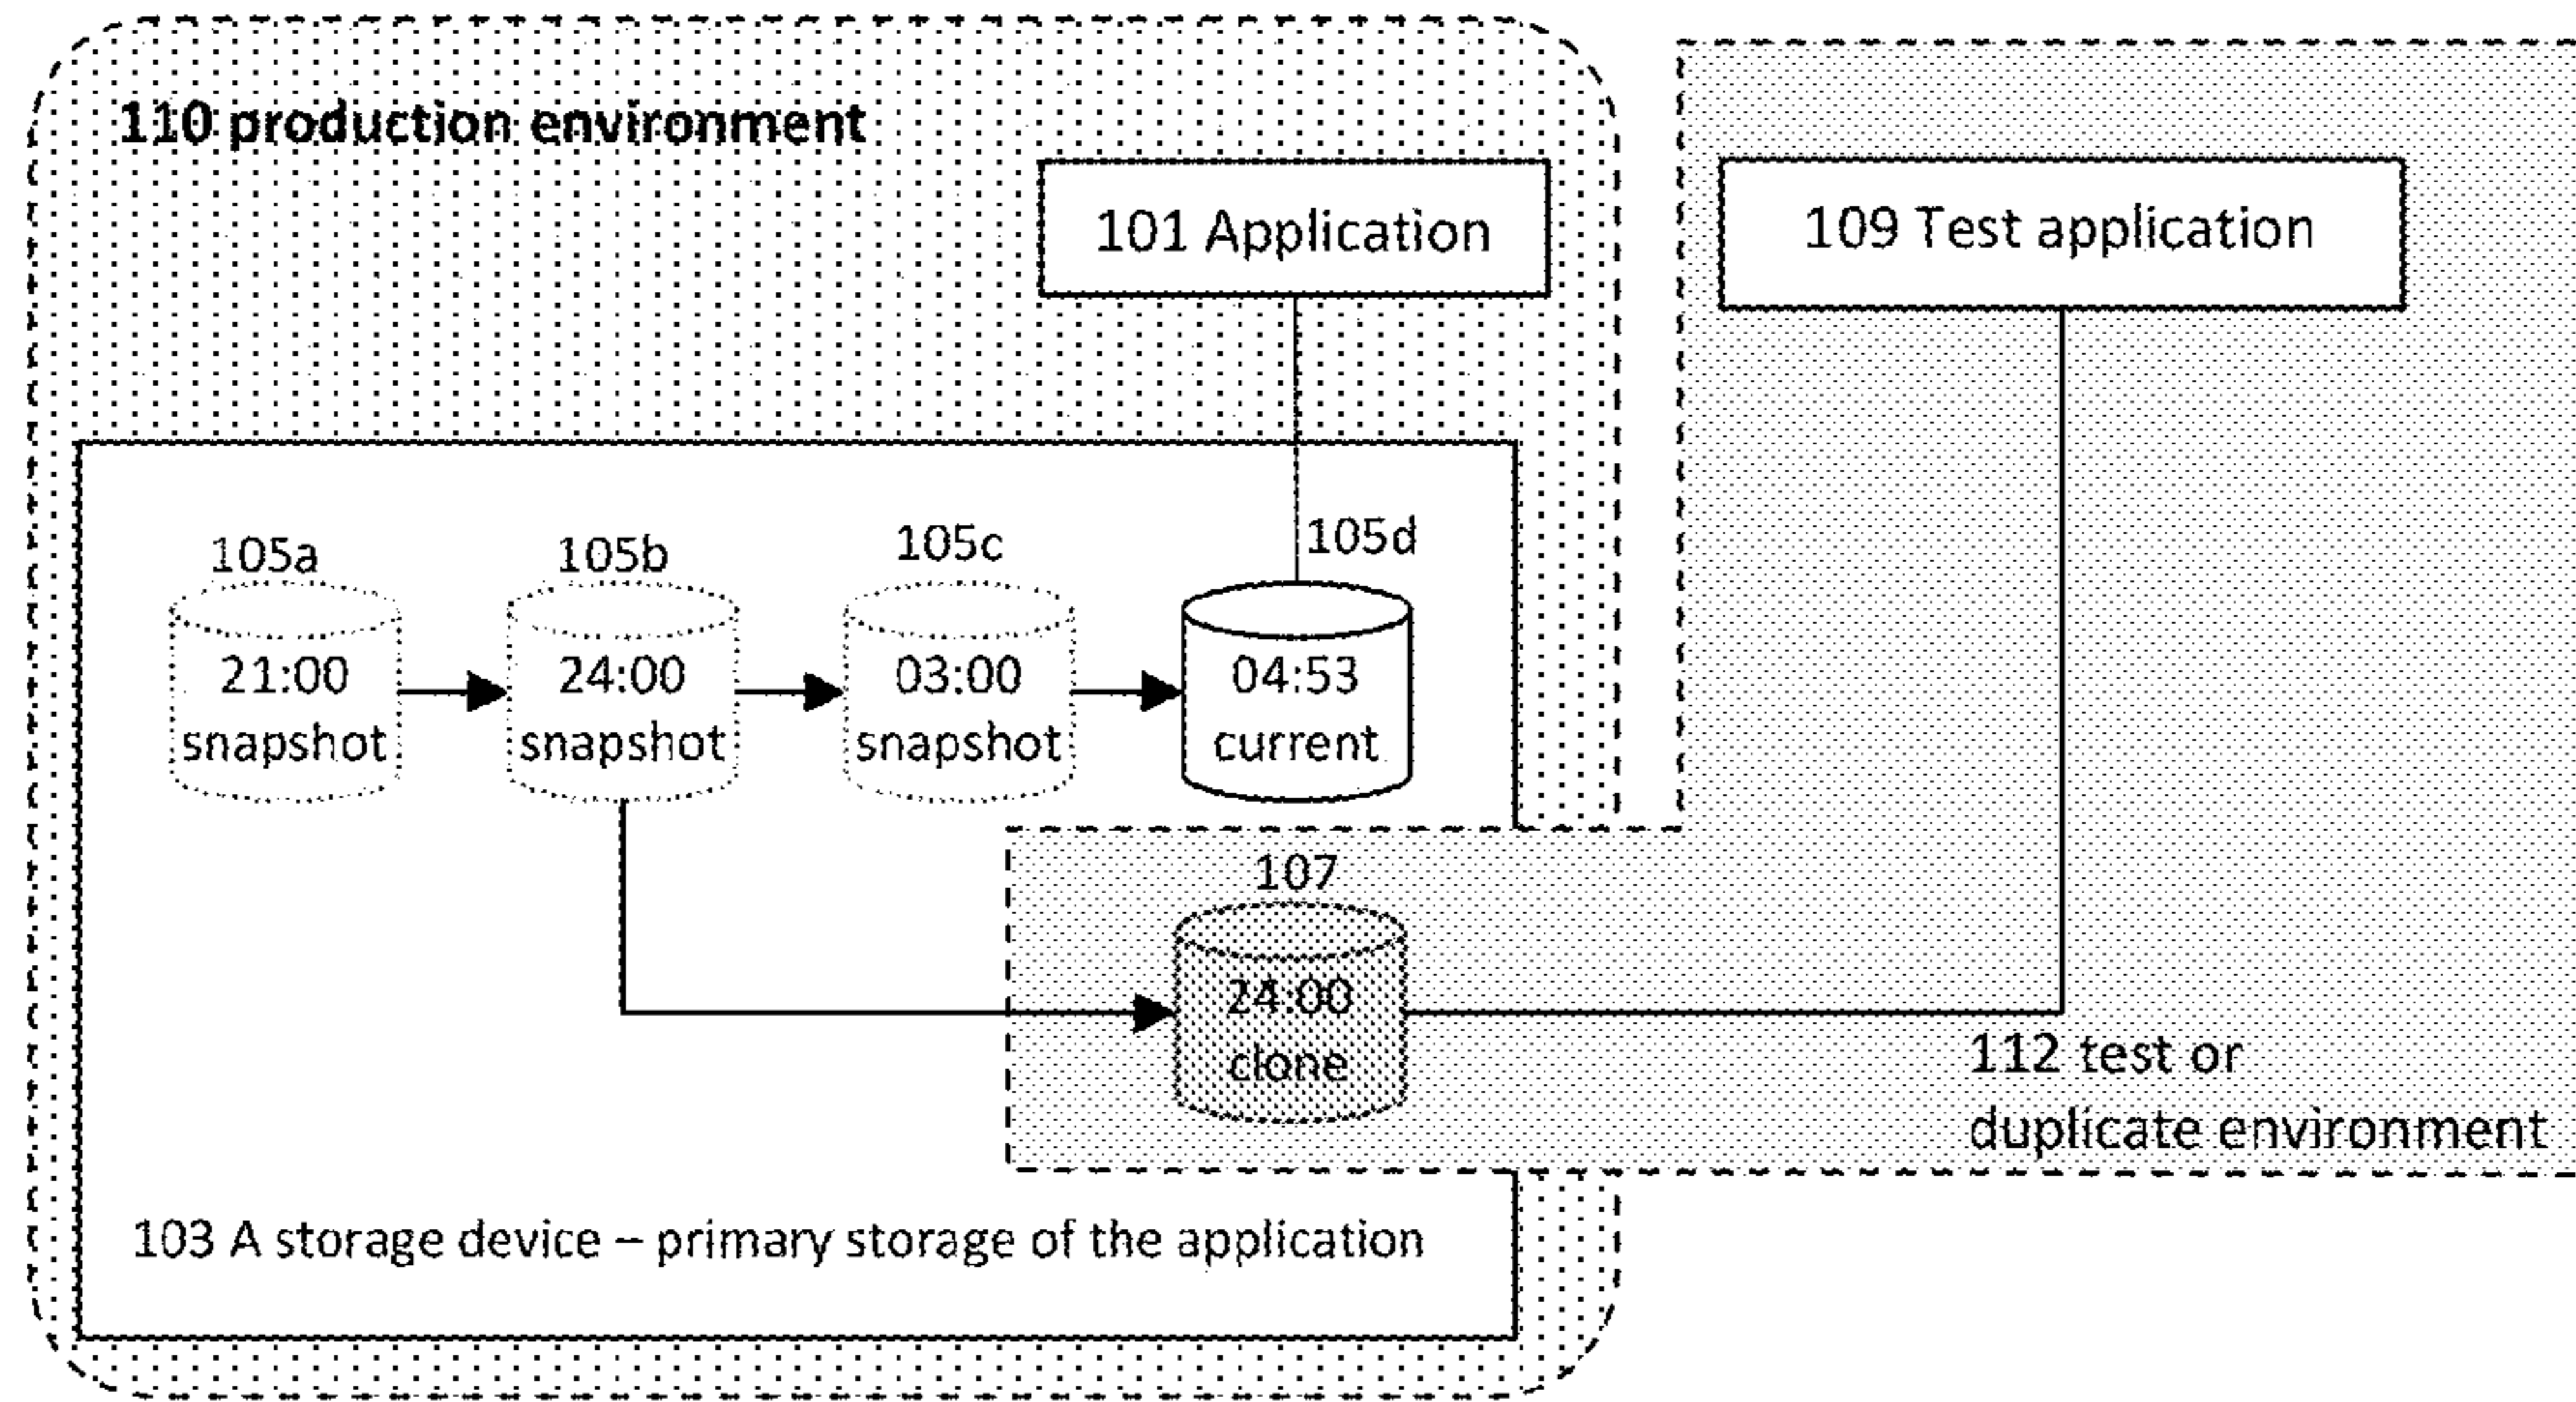 110 production environment
101 Application
109 Test application
105a
105b
105c
105d
21:00
snapshot
24:00
snapshot
03:00
snapshot
04:53
current
107
24:00
clone
112 test or
duplicate environment
103 A storage device – primary storage of the application